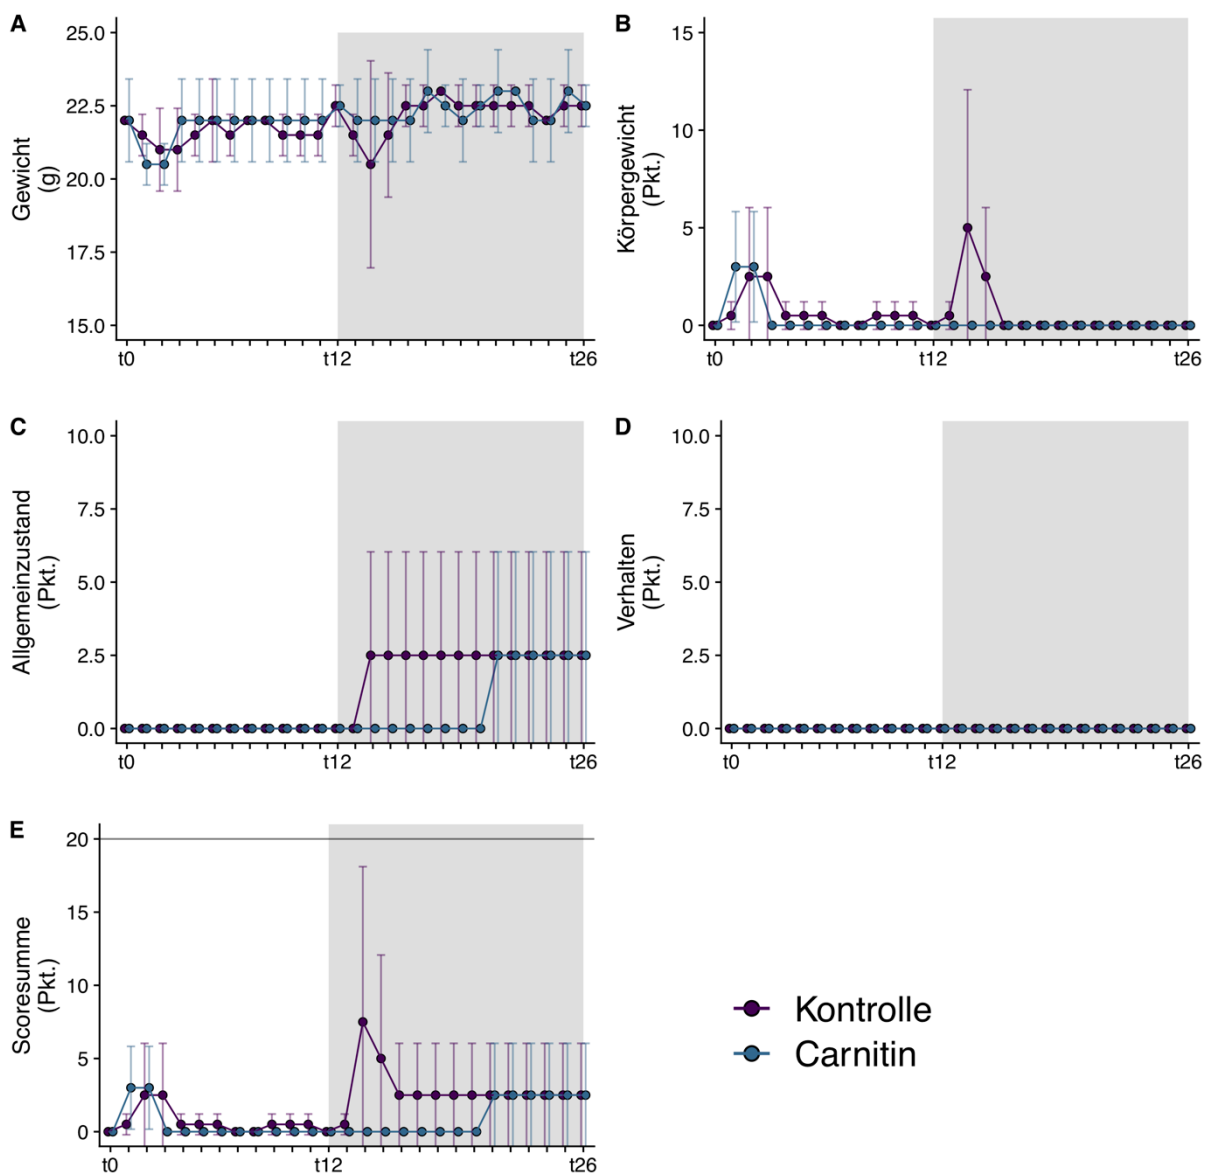 A
25.0
22.5
20.0
17.5
15.0
Gewicht
(g)
t0
t12
t26
B
15
10
5
0
Körpergewicht
(Pkt.)
t0
t12
t26
C
10.0
7.5
5.0
2.5
0.0
Allgemeinzustand
(Pkt.)
t0
t12
t26
D
10.0
7.5
5.0
2.5
0.0
Verhalten
(Pkt.)
t0
t12
t26
E
20
15
10
5
0
Scoresumme
(Pkt.)
t0
t12
t26
Kontrolle
Carnitin